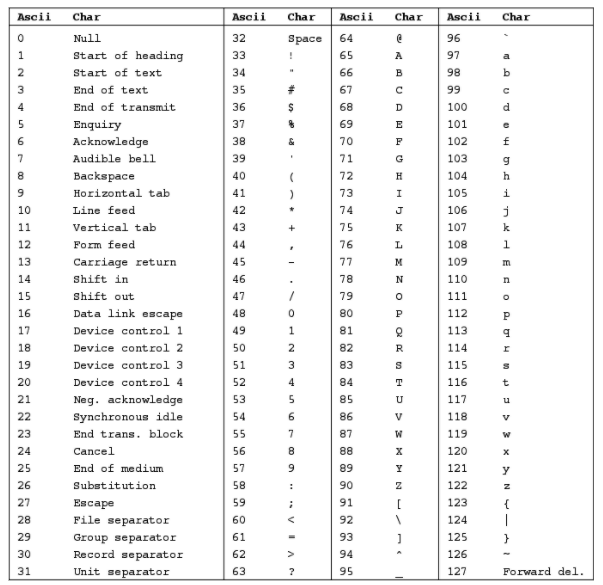 Ascii Char Ascii Char Ascii Char Ascii Char
0 Null 32 Space 64 @ 96 `
1 Start of heading 33 ! 65 A 97 a
2 Start of text 34 " 66 B 98 b
3 End of text 35 # 67 C 99 c
4 End of transmit 36 $ 68 D 100 d
5 Enquiry 37 % 69 E 101 e
6 Acknowledge 38 & 70 F 102 f
7 Audible bell 39 ' 71 G 103 g
8 Backspace 40 ( 72 H 104 h
9 Horizontal tab 41 ) 73 I 105 i
10 Line feed 42 * 74 J 106 j
11 Vertical tab 43 + 75 K 107 k
12 Form feed 44 , 76 L 108 l
13 Carriage return 45 - 77 M 109 m
14 Shift in 46 . 78 N 110 n
15 Shift out 47 / 79 O 111 o
16 Data link escape 48 0 80 P 112 p
17 Device control 1 49 1 81 Q 113 q
18 Device control 2 50 2 82 R 114 r
19 Device control 3 51 3 83 S 115 s
20 Device control 4 52 4 84 T 116 t
21 Neg. acknowledge 53 5 85 U 117 u
22 Synchronous idle 54 6 86 V 118 v
23 End trans. block 55 7 87 W 119 w
24 Cancel 56 8 88 X 120 x
25 End of medium 57 9 89 Y 121 y
26 Substitution 58 : 90 Z 122 z
27 Escape 59 ; 91 [ 123 {
28 File separator 60 < 92 \ 124 |
29 Group separator 61 = 93 ] 125 }
30 Record separator 62 > 94 ^ 126 ~
31 Unit separator 63 ? 95 _ 127 Forward del.